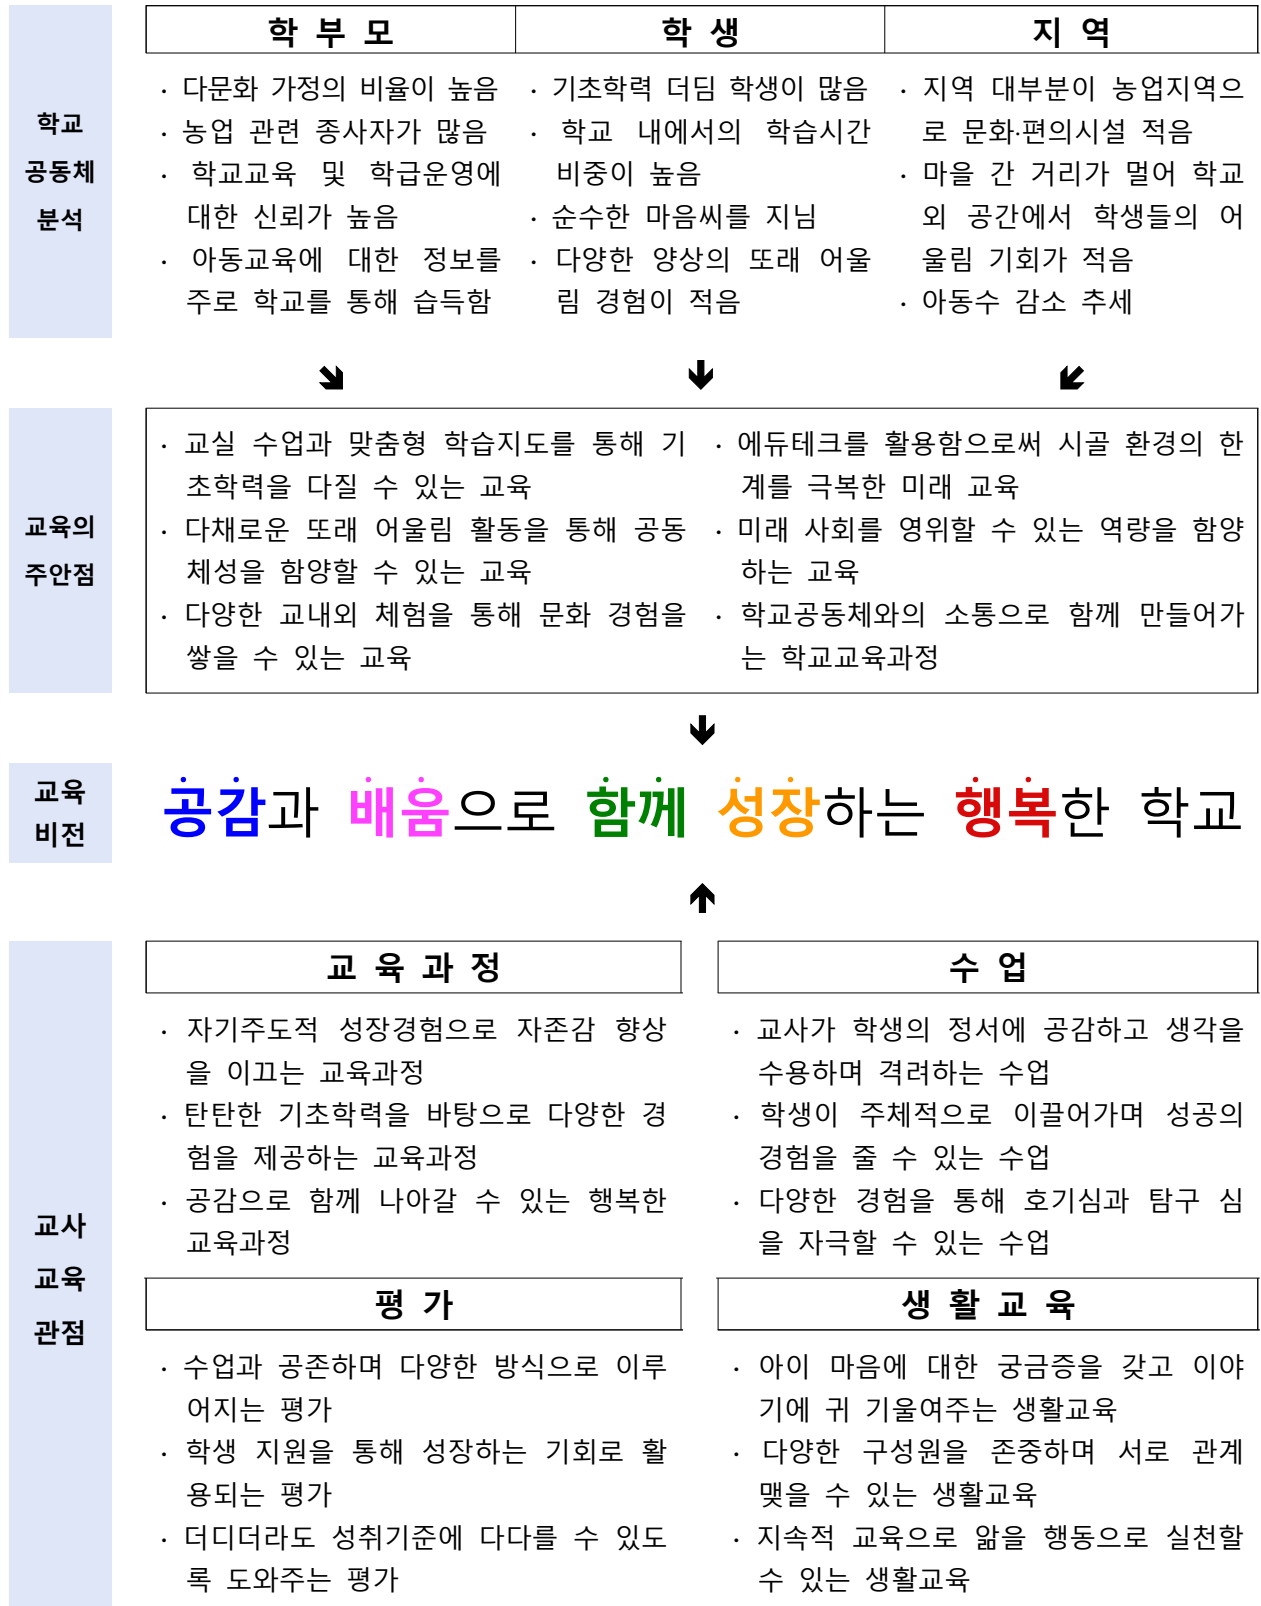 학교
공동체
분석
학 부 모
· 다문화 가정의 비율이 높음
· 농업 관련 종사자가 많음
· 학교교육 및 학급운영에
대한 신뢰가 높음
· 아동교육에 대한 정보를
주로 학교를 통해 습득함
학 생
· 기초학력 더딤 학생이 많음
· 학교 내에서의 학습시간
비중이 높음
· 순수한 마음씨를 지님
· 다양한 양상의 또래 어울
림 경험이 적음
지 역
· 지역 대부분이 농업지역으
로 문화·편의시설 적음
· 마을 간 거리가 멀어 학교
외 공간에서 학생들의 어
울림 기회가 적음
· 아동수 감소 추세
교육의
주안점
· 교실 수업과 맞춤형 학습지도를 통해 기
초학력을 다질 수 있는 교육
· 다채로운 또래 어울림 활동을 통해 공동
체성을 함양할 수 있는 교육
· 다양한 교내외 체험을 통해 문화 경험을
쌓을 수 있는 교육
· 에듀테크를 활용함으로써 시골 환경의 한
계를 극복한 미래 교육
· 미래 사회를 영위할 수 있는 역량을 함양
하는 교육
· 학교공동체와의 소통으로 함께 만들어가
는 학교교육과정
교육
비전
공감과 배움으로 함께 성장하는 행복한 학교
교사
교육
관점
교 육 과 정
· 자기주도적 성장경험으로 자존감 향상
을 이끄는 교육과정
· 탄탄한 기초학력을 바탕으로 다양한 경
험을 제공하는 교육과정
· 공감으로 함께 나아갈 수 있는 행복한
교육과정
수 업
· 교사가 학생의 정서에 공감하고 생각을
수용하며 격려하는 수업
· 학생이 주체적으로 이끌어가며 성공의
경험을 줄 수 있는 수업
· 다양한 경험을 통해 호기심과 탐구 심
을 자극할 수 있는 수업
평 가
· 수업과 공존하며 다양한 방식으로 이루
어지는 평가
· 학생 지원을 통해 성장하는 기회로 활
용되는 평가
· 더디더라도 성취기준에 다다를 수 있도
록 도와주는 평가
생 활 교 육
· 아이 마음에 대한 궁금증을 갖고 이야
기에 귀 기울여주는 생활교육
· 다양한 구성원을 존중하며 서로 관계
맺을 수 있는 생활교육
· 지속적 교육으로 앎을 행동으로 실천할
수 있는 생활교육